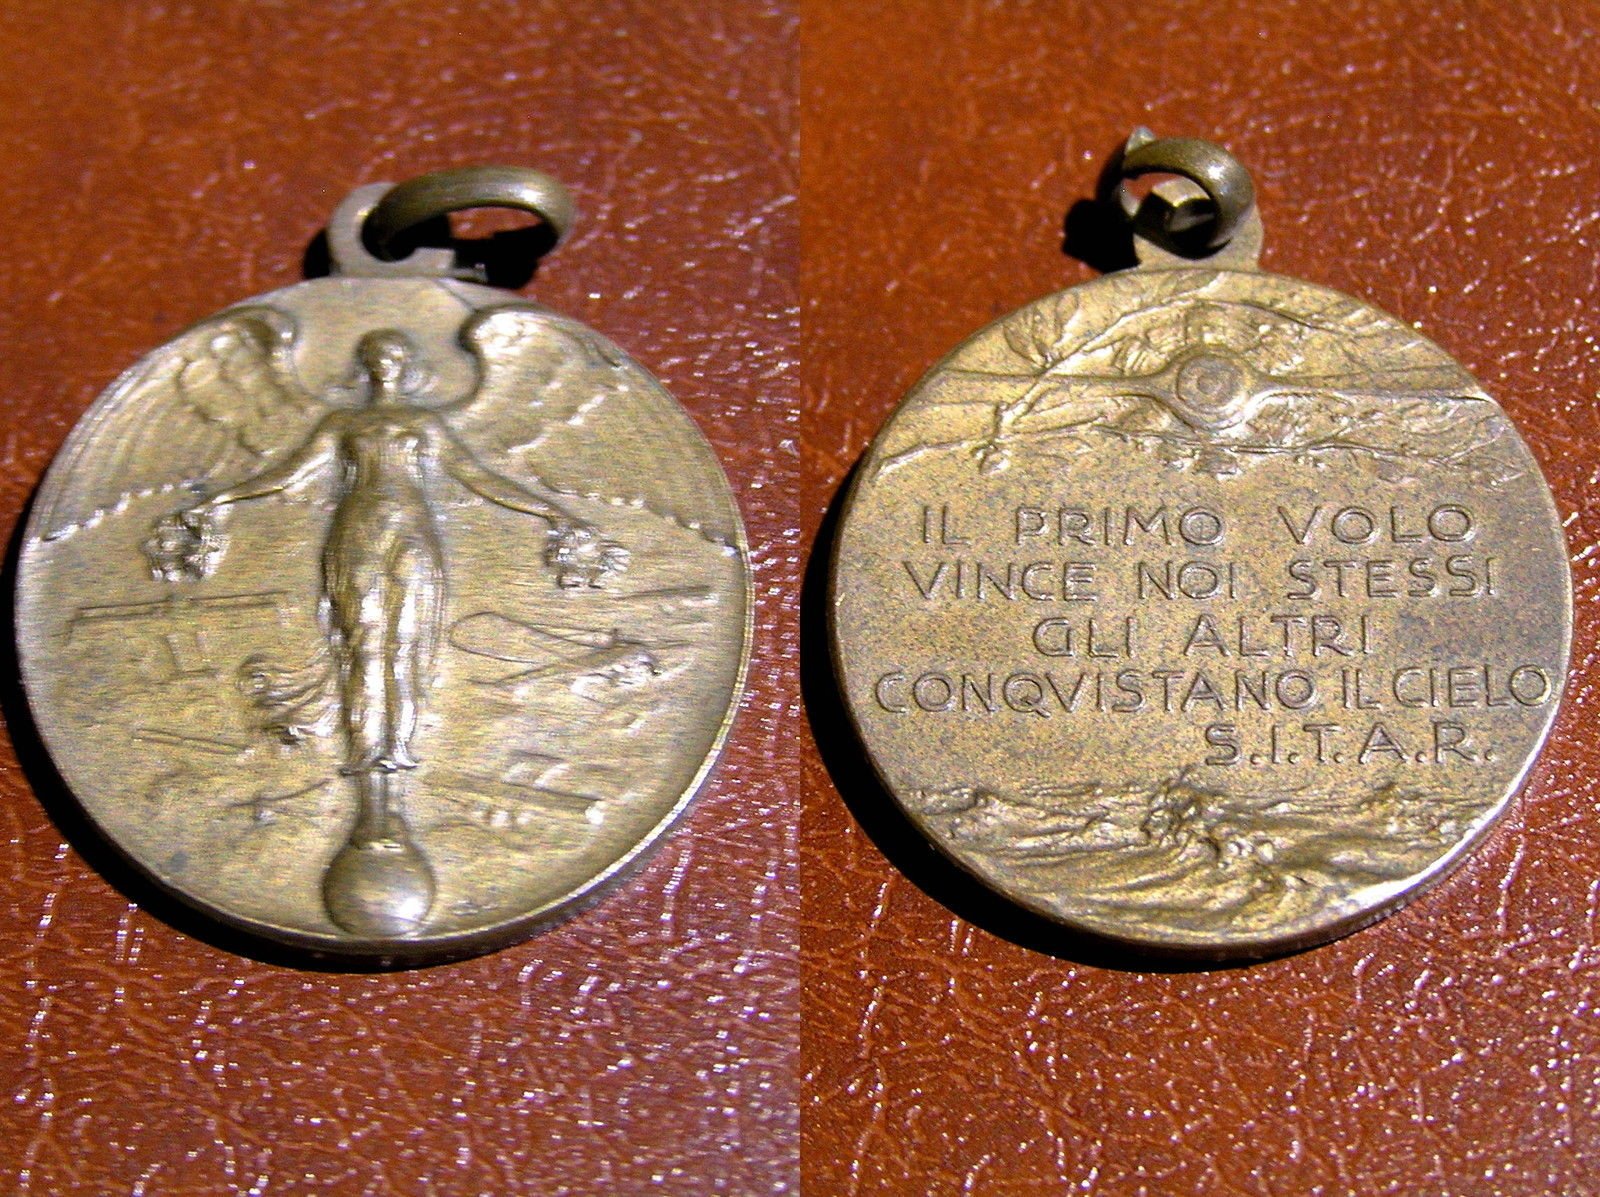 IL PRIMO VOLO
VINCE NOI STESSI
GLI ALTRI
CONQVISTANO IL CIELO
S.I.T.A.R.